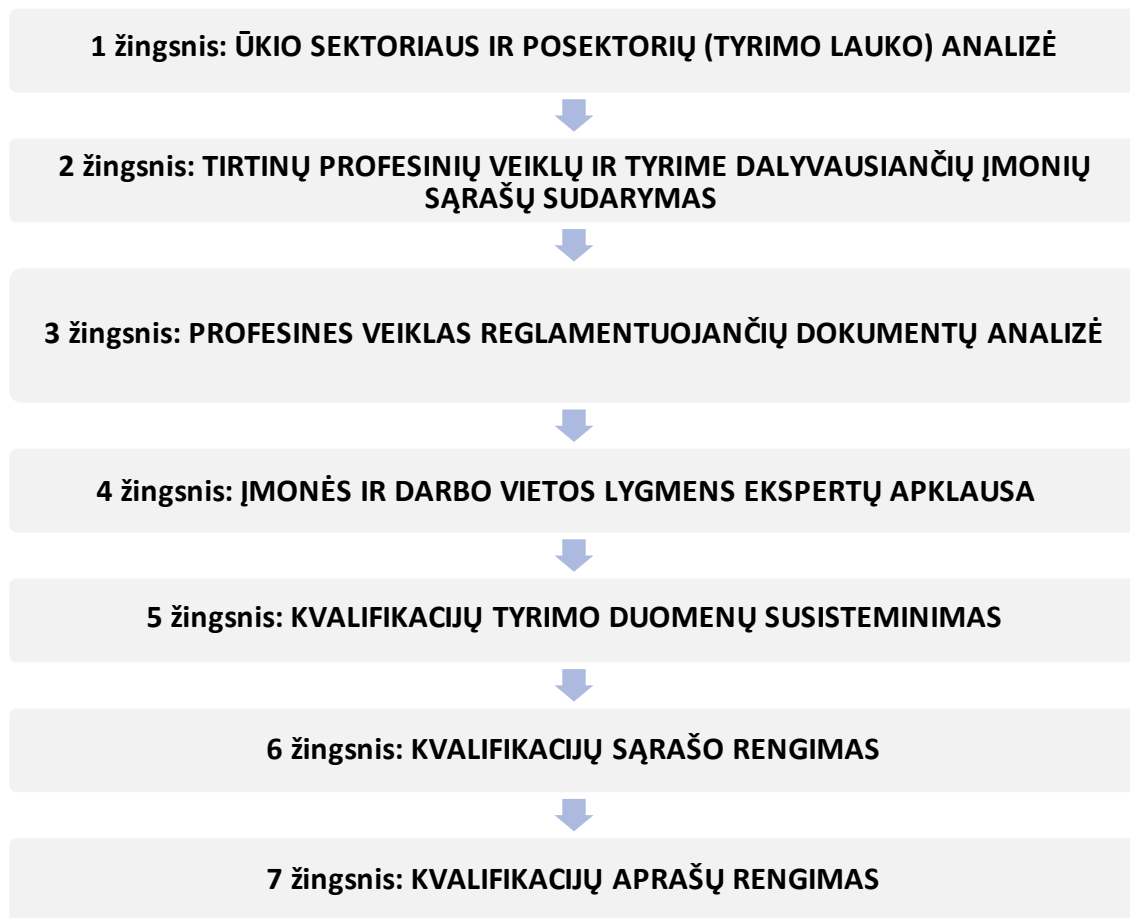 1 žingsnis: ŪKIO SEKTORIAUS IR POSEKTORIŲ (TYRIMO LAUKO) ANALIZĖ
2 žingsnis: TIRTINŲ PROFESINIŲ VEIKLŲ IR TYRIME DALYVAUSIANČIŲ ĮMONIŲ
SĄRAŠŲ SUDARYMAS
3 žingsnis: PROFESINES VEIKLAS REGLAMENTUOJANČIŲ DOKUMENTŲ ANALIZĖ
4 žingsnis: ĮMONĖS IR DARBO VIETOS LYGMENS EKSPERTŲ APKLAUSA
5 žingsnis: KVALIFIKACIJŲ TYRIMO DUOMENŲ SUSISTEMINIMAS
6 žingsnis: KVALIFIKACIJŲ SĄRAŠO RENGIMAS
7 žingsnis: KVALIFIKACIJŲ APRAŠŲ RENGIMAS